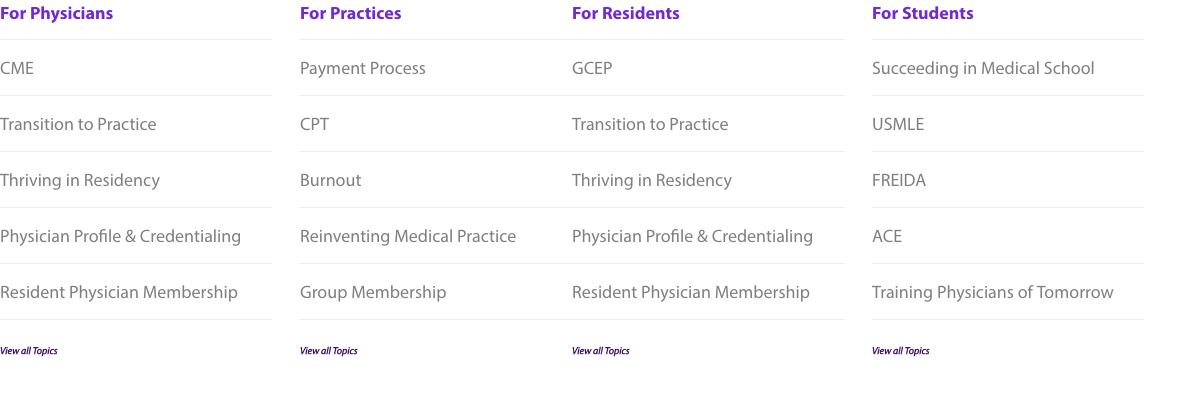 For Physicians
CME
Transition to Practice
Thriving in Residency
Physician Profile & Credentialing
Resident Physician Membership
View all Topics
For Practices
Payment Process
CPT
Burnout
Reinventing Medical Practice
Group Membership
View all Topics
For Residents
GCEP
Transition to Practice
Thriving in Residency
Physician Profile & Credentialing
Resident Physician Membership
View all Topics
For Students
Succeeding in Medical School
USMLE
FREIDA
ACE
Training Physicians of Tomorrow
View all Topics